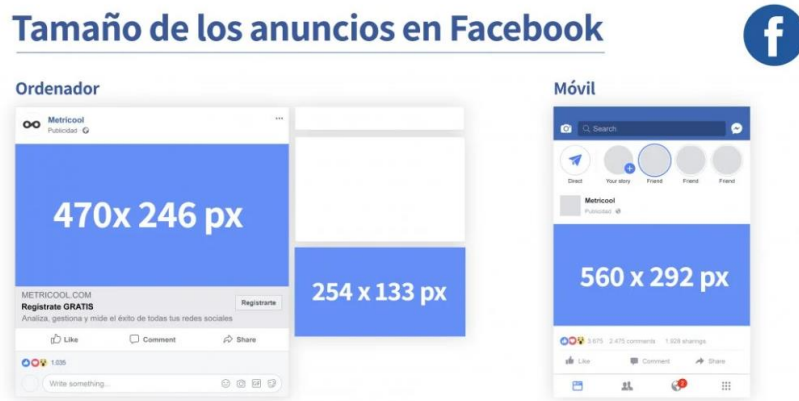 Tamaño de los anuncios en Facebook
f
Ordenador
Metricool
Publicidad
470x 246 px
METRICOOL.COM
Regístrate GRATIS
Registrarte
Analiza, gestiona y mide el éxito de todas tus redes sociales
Like Comment Share
1.035
Write something...
GIF
254 x 133 px
Móvil
Search
Direct Your story Friend Friend Friend
Metricool
Publicidad
560 x 292 px
3.675 2.475 comments 1.628 sharings
Like Comment Share
2